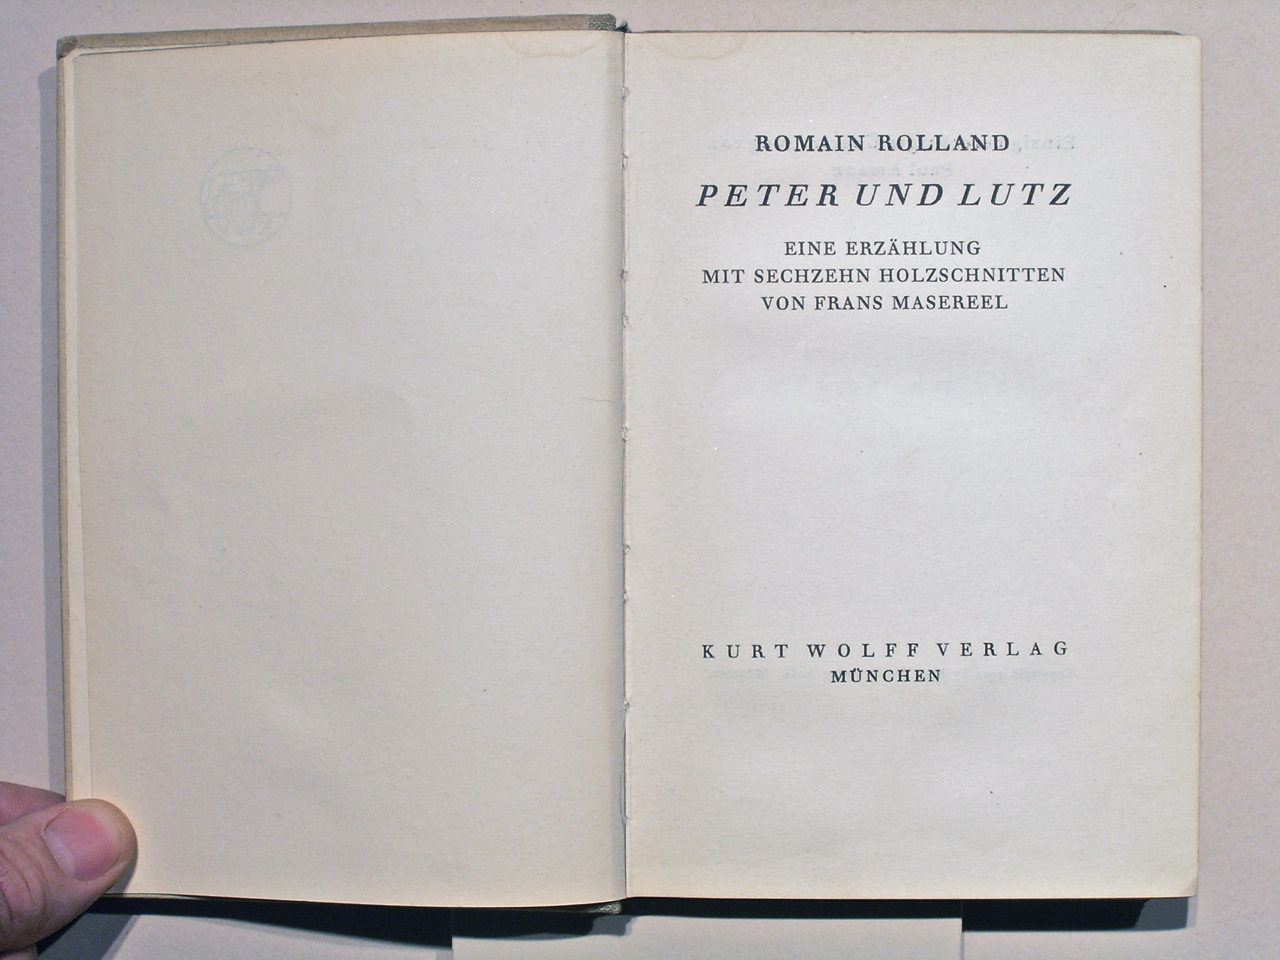 ROMAIN ROLLAND
PETER UND LUTZ
EINE ERZÄHLUNG
MIT SECHZEHN HOLZSCHNITTEN
VON FRANS MASEREEL
KURT WOLFF VERLAG
MÜNCHEN